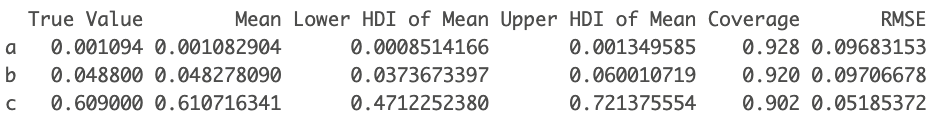 True Value Mean Lower HDI of Mean Upper HDI of Mean Coverage RMSE
a 0.001094 0.001082904 0.0008514166 0.001349585 0.928 0.09683153
b 0.048800 0.048278090 0.0373673397 0.060010719 0.920 0.09706678
c 0.609000 0.610716341 0.4712252380 0.721375554 0.902 0.05185372